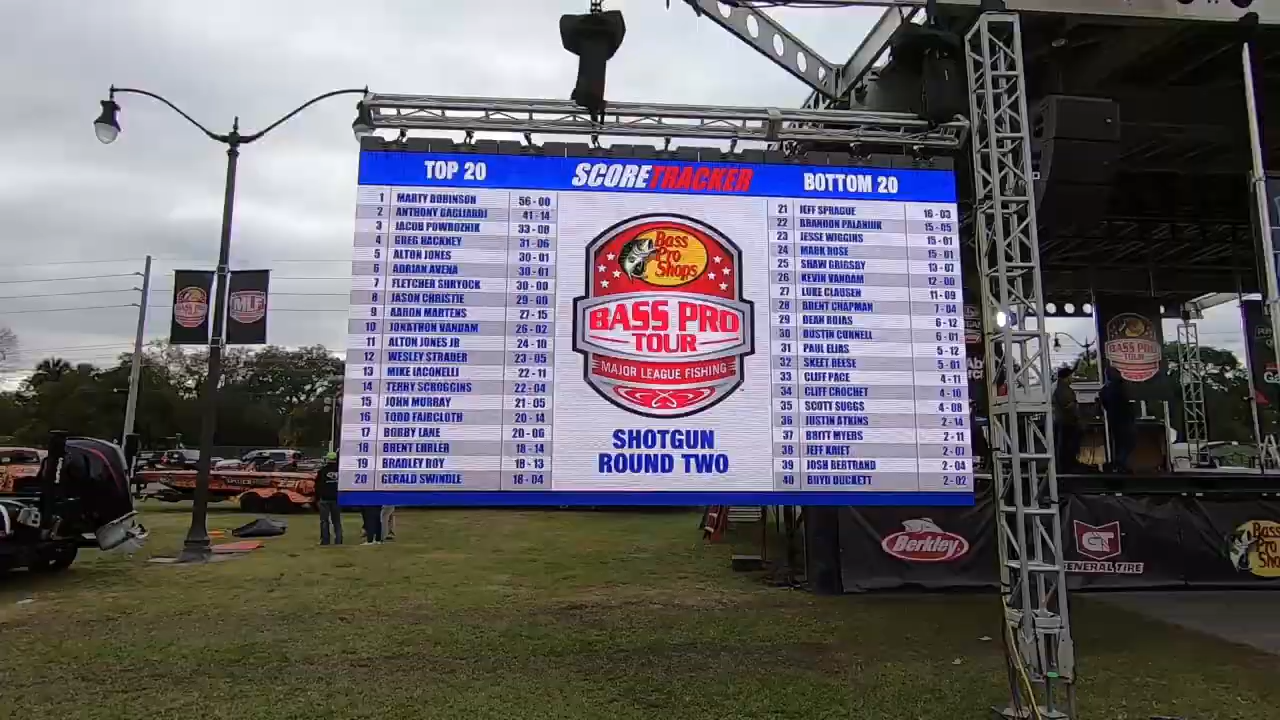 TOP 20
SCORETRACKER
BOTTOM 20
1 MARTY ROBINSON 56 - 00
2 ANTHONY GAGLIARDI 41 - 14
3 JACOB POWROZNIK 33 - 08
4 GREG HACKNEY 31 - 06
5 ALTON JONES 30 - 01
6 ADRIAN AVENA 30 - 01
7 FLETCHER SHRYOCK 30 - 00
8 JASON CHRISTIE 29 - 08
9 AARON MARTENS 27 - 15
10 JONATHON VANDAM 26 - 02
11 ALTON JONES JR 24 - 10
12 WESLEY STRADER 23 - 05
13 MIKE IACONELLI 22 - 11
14 TERRY SCROGGINS 22 - 04
15 JOHN MURRAY 21 - 05
16 TODD FAIRCLOTH 20 - 14
17 BOBBY LANE 20 - 06
18 BRENT EHRLER 18 - 14
19 BRADLEY ROY 18 - 13
20 GERALD SWINDLE 18 - 04
Bass
Pro
Shops
BASS PRO
TOUR
MAJOR LEAGUE FISHING
SHOTGUN
ROUND TWO
21 JEFF SPRAGUE 16 - 03
22 BRANDON PALANIUK 15 - 05
23 JESSE WIGGINS 15 - 01
24 MARK ROSE 15 - 01
25 SHAW GRIGSBY 13 - 07
26 KEVIN VANDAM 12 - 00
27 LUKE CLAUSEN 11 - 09
28 BRENT CHAPMAN 7 - 04
29 DEAN ROJAS 6 - 12
30 DUSTIN CONNELL 6 - 01
31 PAUL ELIAS 5 - 12
32 SKEET REESE 5 - 01
33 CLIFF PACE 4 - 11
34 CLIFF CROCHET 4 - 10
35 SCOTT SUGGS 4 - 08
36 JUSTIN ATKINS 2 - 14
37 BRITT MYERS 2 - 11
38 JEFF KRIET 2 - 07
39 JOSH BERTRAND 2 - 04
40 BOYD DUCKETT 2 - 02
MLF
BASS PRO
TOUR
Berkley
GT
GENERAL TIRE
Bass
Pro
Sho